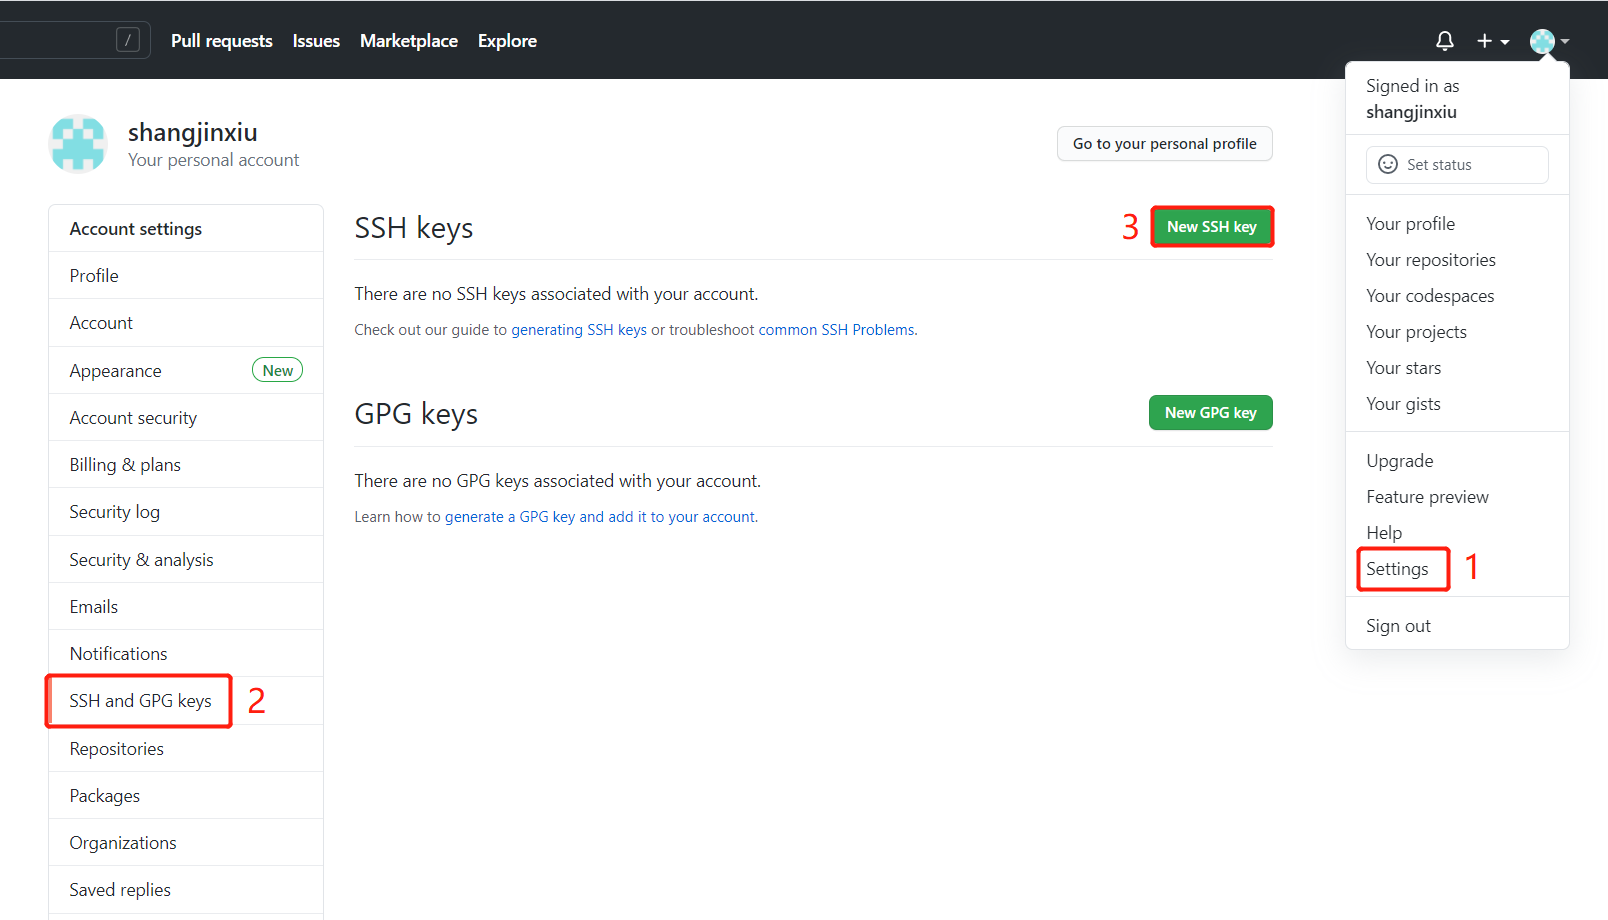 /
Pull requests Issues Marketplace Explore
shangjinxiu
Your personal account
Go to your personal profile
Account settings
Profile
Account
Appearance New
Account security
Billing & plans
Security log
Security & analysis
Emails
Notifications
SSH and GPG keys 2
Repositories
Packages
Organizations
Saved replies
SSH keys
3 New SSH key
There are no SSH keys associated with your account.
Check out our guide to generating SSH keys or troubleshoot common SSH Problems.
GPG keys
New GPG key
There are no GPG keys associated with your account.
Learn how to generate a GPG key and add it to your account.
Signed in as
shangjinxiu
Set status
Your profile
Your repositories
Your codespaces
Your projects
Your stars
Your gists
Upgrade
Feature preview
Help
Settings 1
Sign out